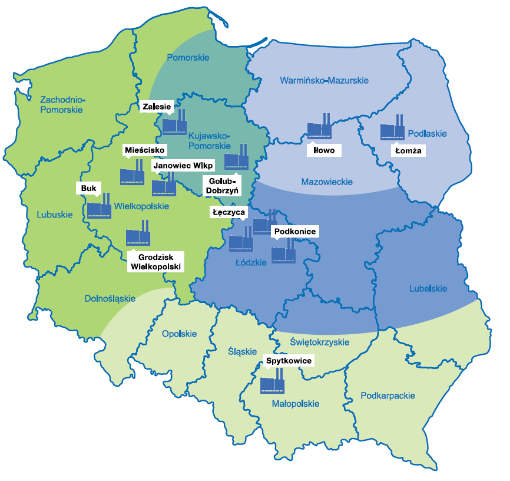 Pomorskie
Warmińsko-Mazurskie
Zachodnio-
Pomorskie
Zalesie
Kujawsko-
Pomorskie
Podlaskie
Mieścisko
Iłowo
Łomża
Janowiec Wlkp
Golub-
Dobrzyń
Mazowieckie
Buk
Lubuskie
Wielkopolskie
Łęczyca
Podkonice
Grodzisk
Wielkopolski
Łódzkie
Lubelskie
Dolnośląskie
Opolskie
Śląskie
Świętokrzyskie
Spytkowice
Małopolskie
Podkarpackie